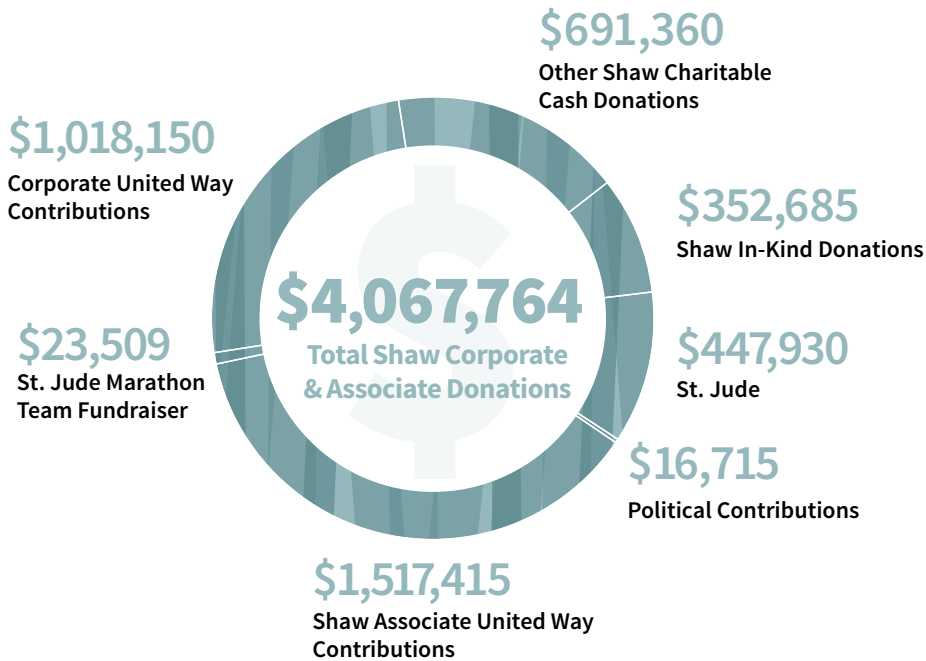 $691,360
Other Shaw Charitable
Cash Donations
$1,018,150
Corporate United Way
Contributions
$352,685
Shaw In-Kind Donations
$4,067,764
Total Shaw Corporate
& Associate Donations
$23,509
St. Jude Marathon
Team Fundraiser
$447,930
St. Jude
$16,715
Political Contributions
$1,517,415
Shaw Associate United Way
Contributions
$